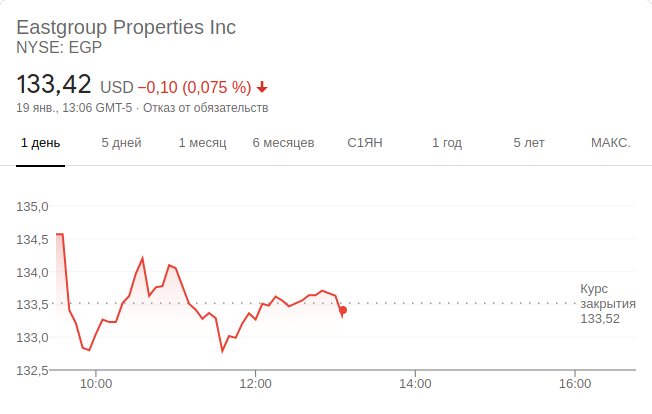 Eastgroup Properties Inc
NYSE: EGP
133,42 USD −0,10 (0,075 %)
19 янв., 13:06 GMT-5 · Отказ от обязательств
1 день 5 дней 1 месяц 6 месяцев С1ЯН 1 год 5 лет МАКС.
135,0
134,5
134,0
133,5
133,0
132,5
Курс
закрытия
133,52
10:00 12:00 14:00 16:00